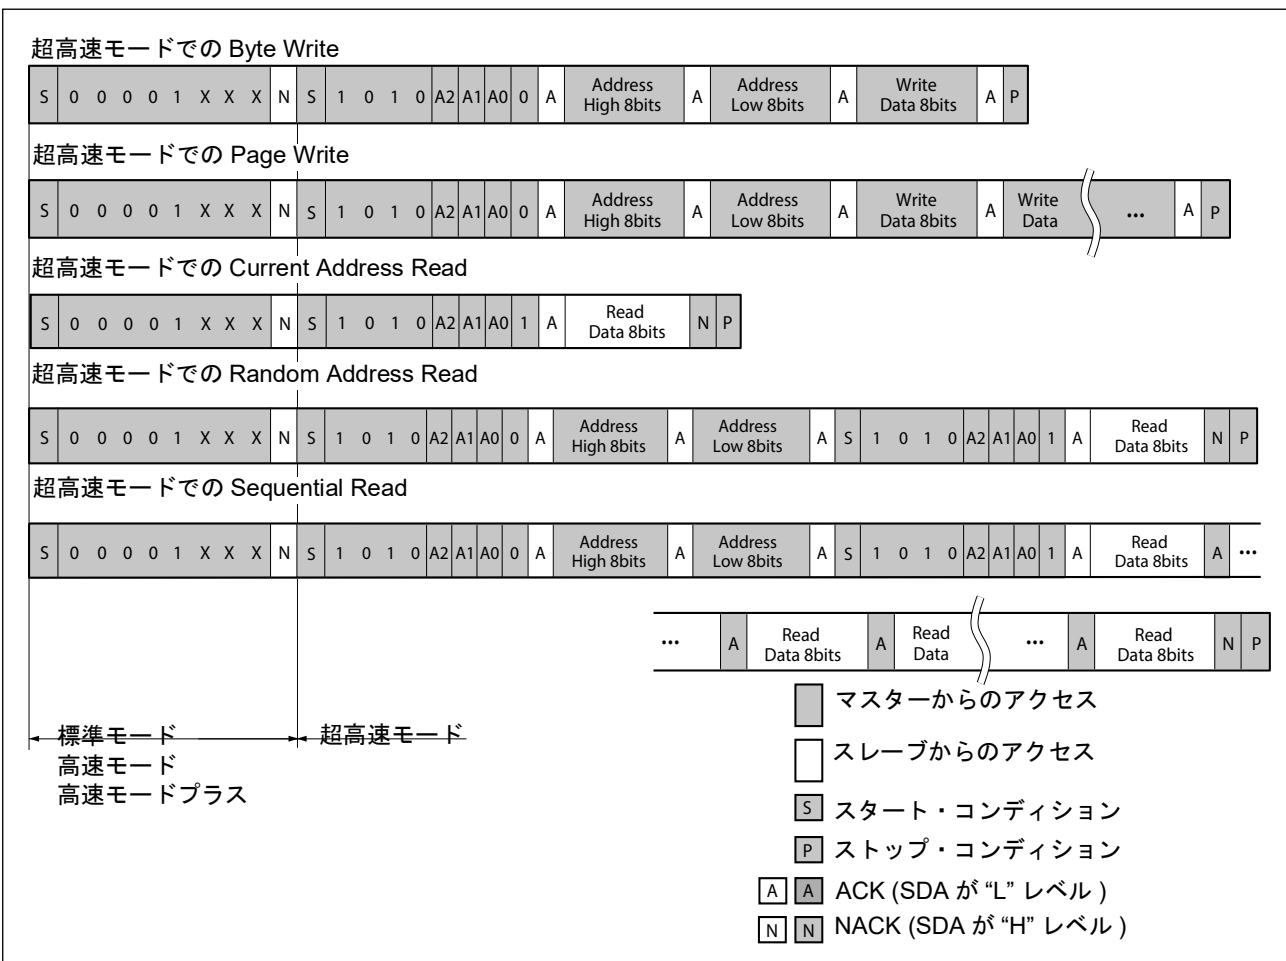 超高速モードでの Byte Write
S 0 0 0 0 1 X X X N S 1 0 1 0 A2 A1 A0 0 A Address High 8bits A Address Low 8bits A Write Data 8bits A P
超高速モードでの Page Write
S 0 0 0 0 1 X X X N S 1 0 1 0 A2 A1 A0 0 A Address High 8bits A Address Low 8bits A Write Data 8bits A Write Data ... A P
超高速モードでの Current Address Read
S 0 0 0 0 1 X X X N S 1 0 1 0 A2 A1 A0 1 A Read Data 8bits N P
超高速モードでの Random Address Read
S 0 0 0 0 1 X X X N S 1 0 1 0 A2 A1 A0 0 A Address High 8bits A Address Low 8bits A S 1 0 1 0 A2 A1 A0 1 A Read Data 8bits N P
超高速モードでの Sequential Read
S 0 0 0 0 1 X X X N S 1 0 1 0 A2 A1 A0 0 A Address High 8bits A Address Low 8bits A S 1 0 1 0 A2 A1 A0 1 A Read Data 8bits A ...
... A Read Data 8bits A Read Data ... A Read Data 8bits N P
標準モード
高速モード
高速モードプラス
超高速モード
マスターからのアクセス
スレーブからのアクセス
S スタート・コンディション
P ストップ・コンディション
A A ACK (SDA が “L” レベル )
N N NACK (SDA が “H” レベル )